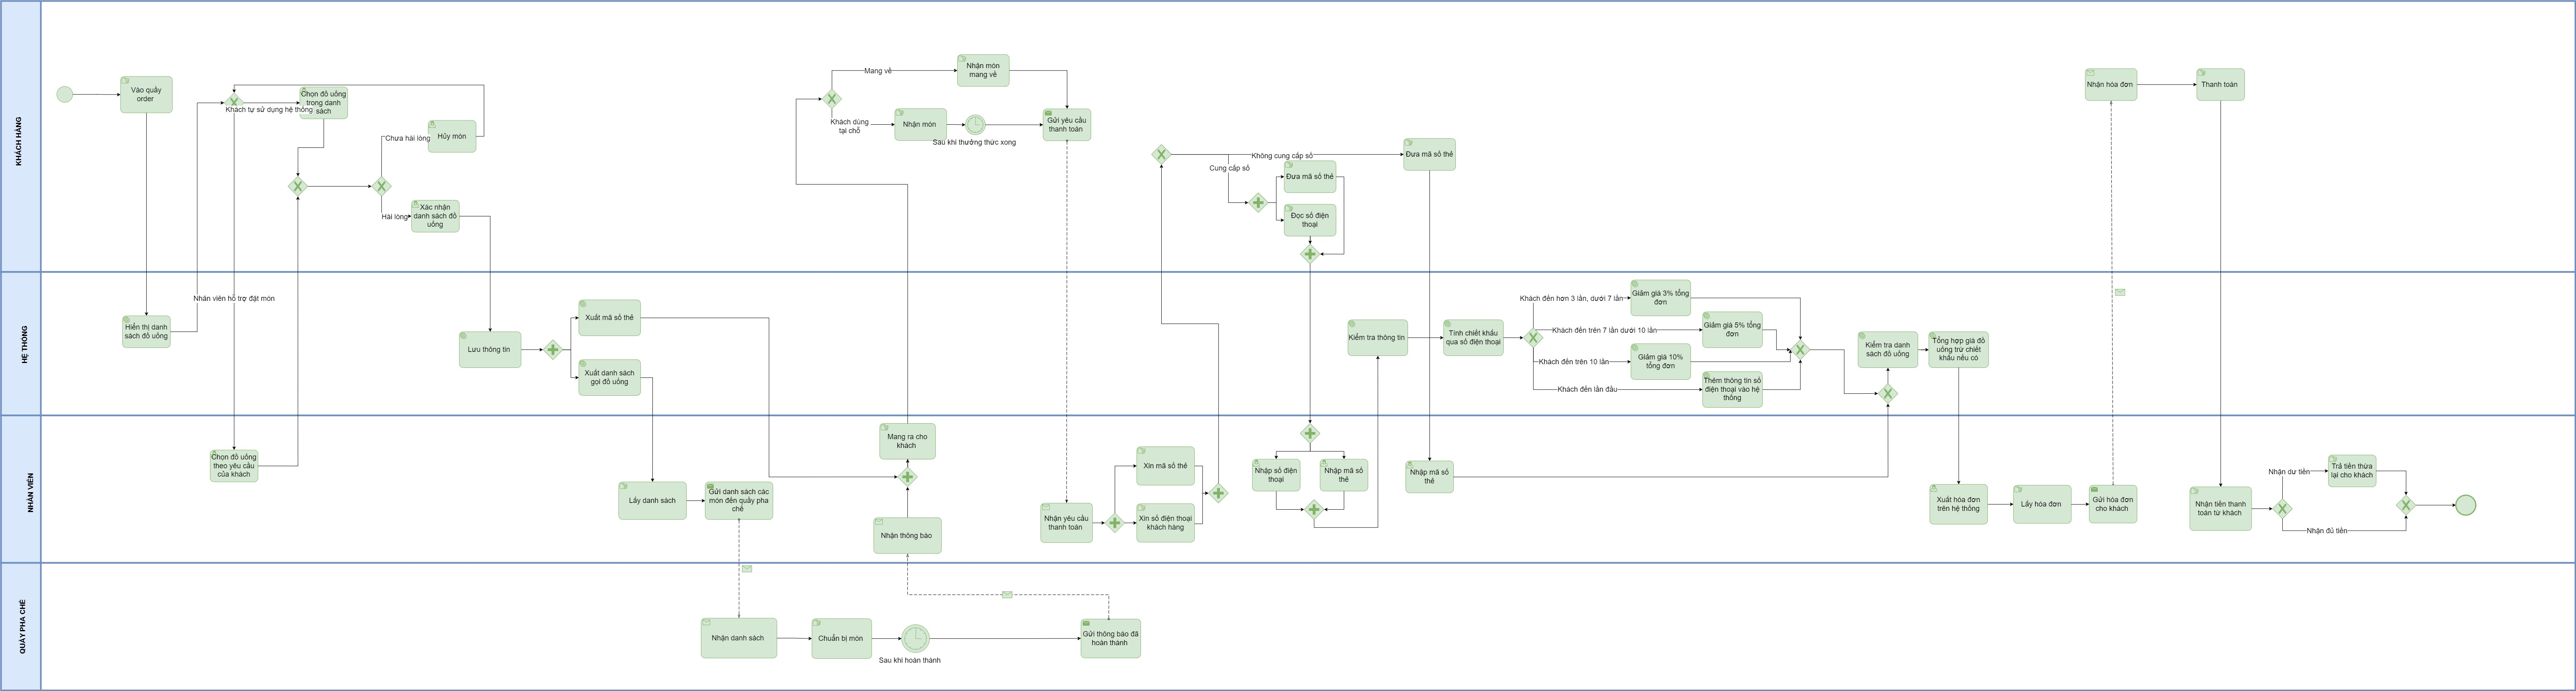 KHÁCH HÀNG
Vào quầy
order
Khách tự sử dụng hệ thống
Chọn đồ uống
trong danh
sách
Chưa hài lòng
Hủy món
Hài lòng
Xác nhận
danh sách đồ
uống
Mang về
Nhận món
mang về
Khách dùng
tại chỗ
Nhận món
Sau khi thưởng thức xong
Gửi yêu cầu
thanh toán
Không cung cấp số
Cung cấp số
Đưa mã số thẻ
Đọc số điện
thoại
Đưa mã số thẻ
Nhận hóa đơn
Thanh toán
HỆ THỐNG
Nhân viên hỗ trợ đặt món
Hiển thị danh
sách đồ uống
Lưu thông tin
Xuất mã số thẻ
Xuất danh sách
gọi đồ uống
Kiểm tra thông tin
Tính chiết khấu
qua số điện thoại
Khách đến hơn 3 lần, dưới 7 lần
Giảm giá 3% tổng
đơn
Khách đến trên 7 lần dưới 10 lần
Giảm giá 5% tổng
đơn
Khách đến trên 10 lần
Giảm giá 10%
tổng đơn
Khách đến lần đầu
Thêm thông tin số
điện thoại vào hệ
thống
Kiểm tra danh
sách đồ uống
Tổng hợp giá đồ
uống trừ chiết
khấu nếu có
NHÂN VIÊN
Chọn đồ uống
theo yêu cầu
của khách
Lấy danh sách
Gửi danh sách các
món đến quầy pha
chế
Mang ra cho
khách
Nhận thông báo
Nhận yêu cầu
thanh toán
Xin mã số thẻ
Xin số điện thoại
khách hàng
Nhập số điện
thoại
Nhập mã số
thẻ
Nhập mã số
thẻ
Xuất hóa đơn
trên hệ thống
Lấy hóa đơn
Gửi hóa đơn
cho khách
Nhận tiền thanh
toán từ khách
Nhận dư tiền
Trả tiền thừa
lại cho khách
Nhận đủ tiền
QUẦY PHA CHẾ
Nhận danh sách
Chuẩn bị món
Sau khi hoàn thành
Gửi thông báo đã
hoàn thành